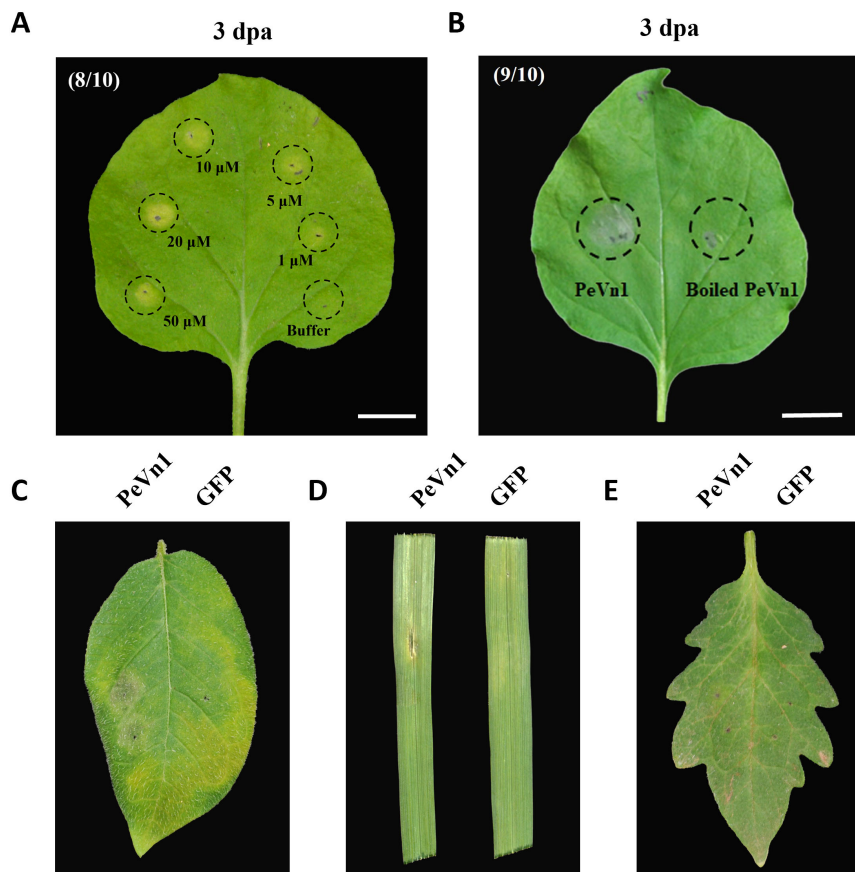 A
3 dpa
(8/10)
10 µM
5 µM
20 µM
1 µM
50 µM
Buffer
B
3 dpa
(9/10)
PeVn1
Boiled PeVn1
C
PeVn1
GFP
D
PeVn1
GFP
E
PeVn1
GFP